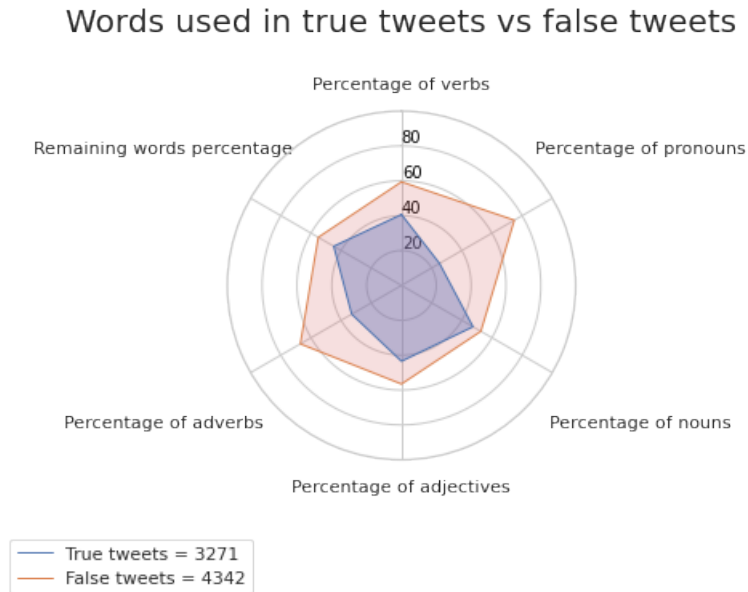 Words used in true tweets vs false tweets
Percentage of verbs
Remaining words percentage
Percentage of pronouns
80
60
40
20
Percentage of adverbs
Percentage of nouns
Percentage of adjectives
True tweets = 3271
False tweets = 4342